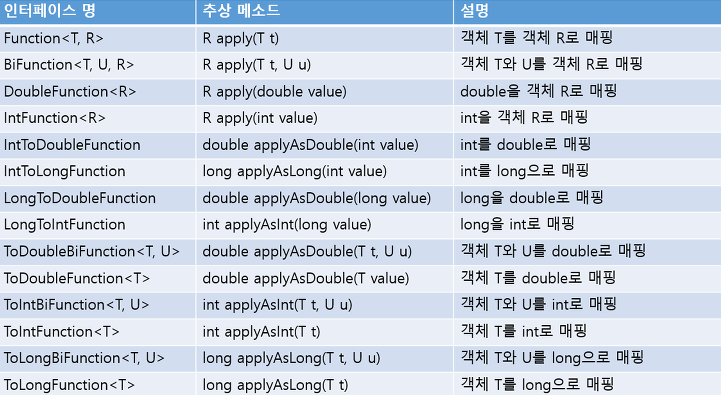 인터페이스 명 추상 메소드 설명
Function<T, R> R apply(T t) 객체 T를 객체 R로 매핑
BiFunction<T, U, R> R apply(T t, U u) 객체 T와 U를 객체 R로 매핑
DoubleFunction<R> R apply(double value) double을 객체 R로 매핑
IntFunction<R> R apply(int value) int을 객체 R로 매핑
IntToDoubleFunction double applyAsDouble(int value) int를 double로 매핑
IntToLongFunction long applyAsLong(int value) int를 long으로 매핑
LongToDoubleFunction double applyAsDouble(long value) long을 double로 매핑
LongToIntFunction int applyAsInt(long value) long을 int로 매핑
ToDoubleBiFunction<T, U> double applyAsDouble(T t, U u) 객체 T와 U를 double로 매핑
ToDoubleFunction<T> double applyAsDouble(T value) 객체 T를 double로 매핑
ToIntBiFunction<T, U> int applyAsInt(T t, U u) 객체 T와 U를 int로 매핑
ToIntFunction<T> int applyAsInt(T t) 객체 T를 int로 매핑
ToLongBiFunction<T, U> long applyAsLong(T t, U u) 객체 T와 U를 long으로 매핑
ToLongFunction<T> long applyAsLong(T t) 객체 T를 long으로 매핑